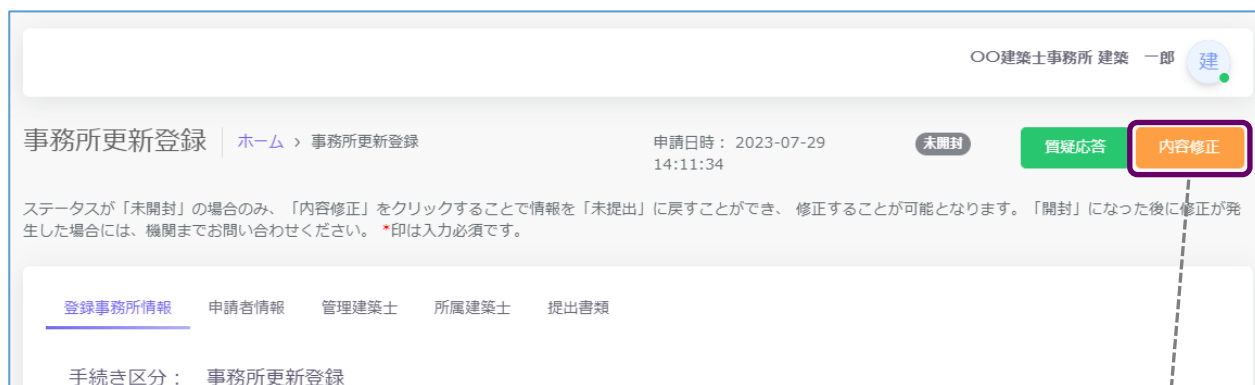 〇〇建築士事務所 建築 一郎 建
事務所更新登録 ホーム › 事務所更新登録 申請日時： 2023-07-29 14:11:34 未開封 質疑応答 内容修正
ステータスが「未開封」の場合のみ、「内容修正」をクリックすることで情報を「未提出」に戻すことができ、 修正することが可能となります。「開封」になった後に修正が発
生した場合には、機関までお問い合わせください。 *印は入力必須です。
登録事務所情報 申請者情報 管理建築士 所属建築士 提出書類
手続き区分： 事務所更新登録